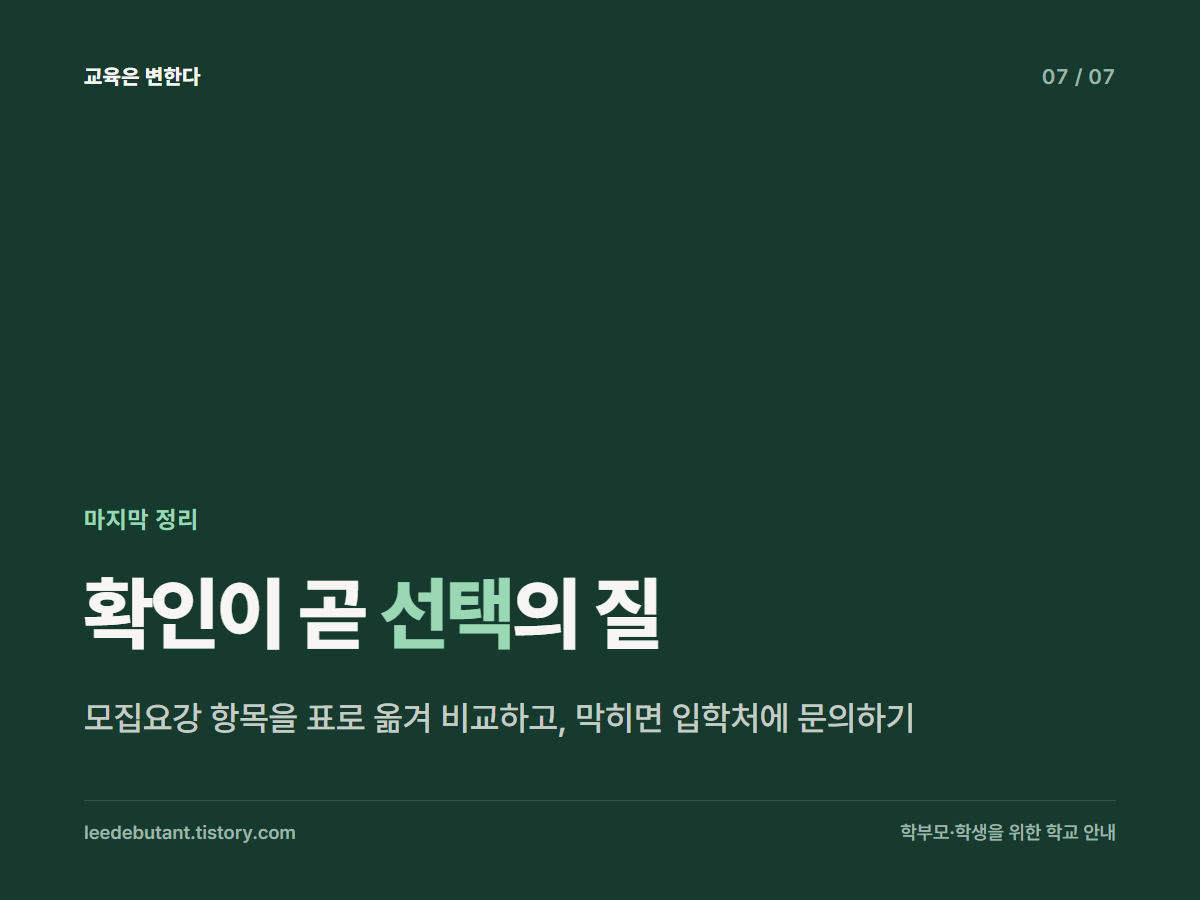 교육은 변한다
07 / 07
마지막 정리
확인이 곧 선택의 질
모집요강 항목을 표로 옮겨 비교하고, 막히면 입학처에 문의하기
leedebutant.tistory.com
학부모·학생을 위한 학교 안내